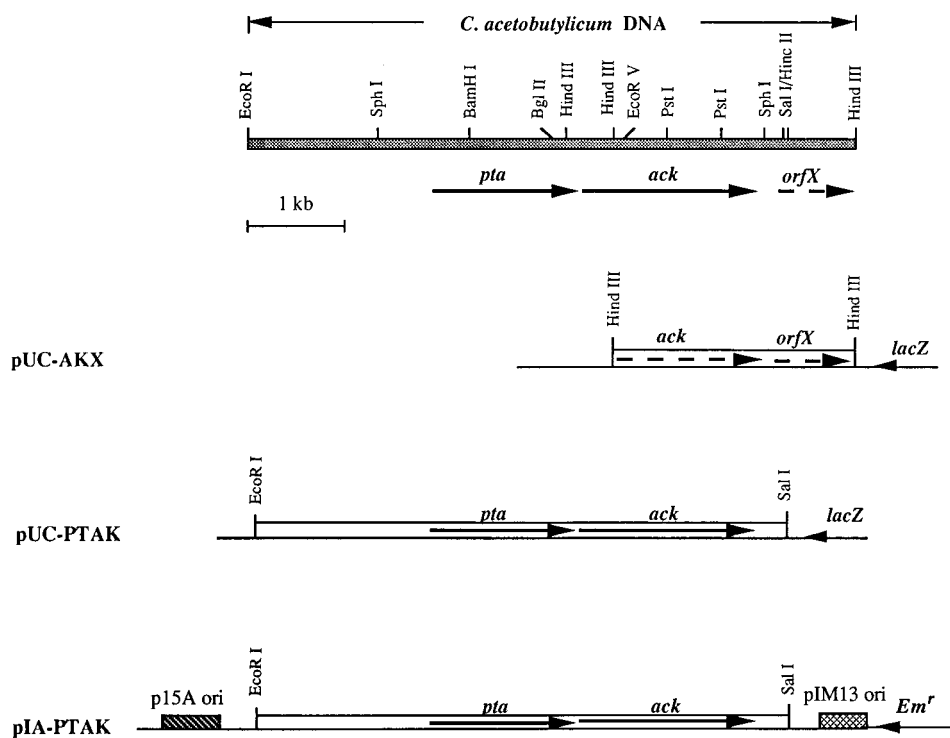 C. acetobutylicum DNA
EcoR I
Sph I
BamH I
Bgl II
Hind III
Hind III
EcoR V
Pst I
Pst I
Sph I
Sal I/Hinc II
Hind III
pta
ack
orfX
1 kb
Hind III
Hind III
pUC-AKX
ack
orfX
lacZ
EcoR I
Sal I
pUC-PTAK
pta
ack
lacZ
EcoR I
Sal I
p15A ori
pIM13 ori
pIA-PTAK
pta
ack
Emʳ